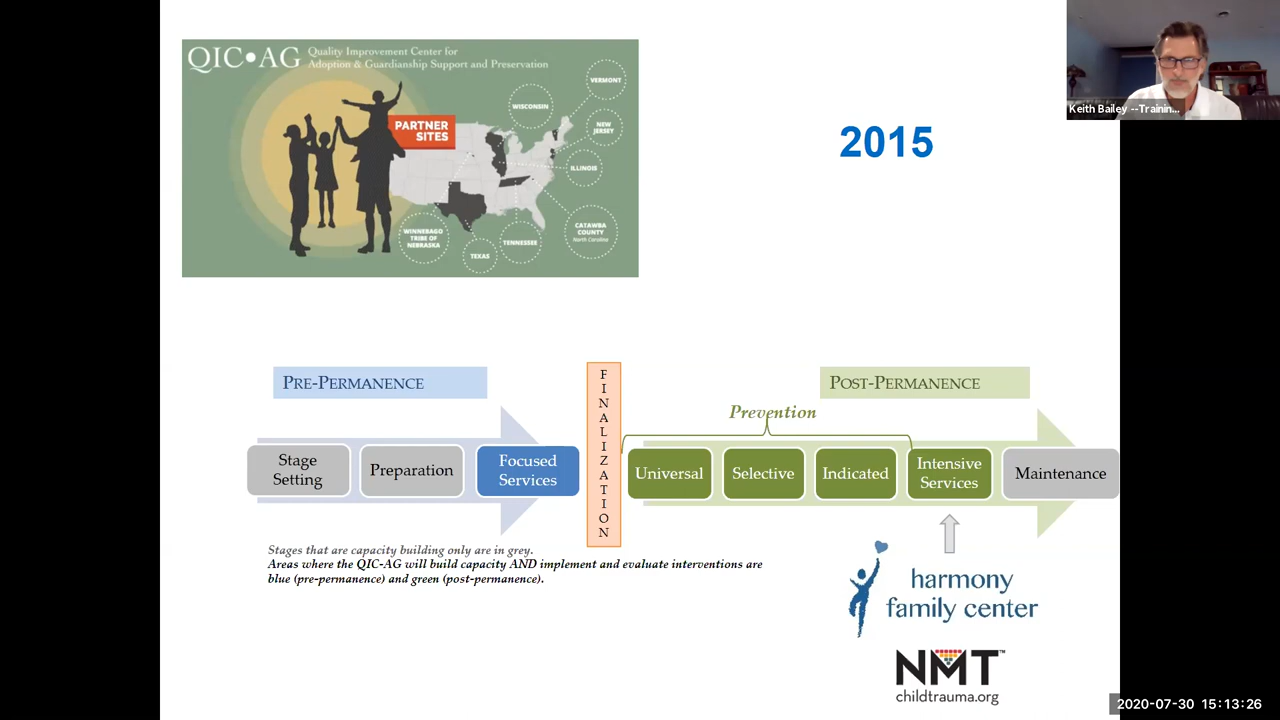 QIC•AG Quality Improvement Center for
Adoption & Guardianship Support and Preservation
PARTNER
SITES
VERMONT
WISCONSIN
NEW
JERSEY
ILLINOIS
CATAWBA
COUNTY
North Carolina
WINNEBAGO
TRIBE OF
NEBRASKA
TENNESSEE
TEXAS
Keith Bailey --Trainin...
2015
PRE-PERMANENCE
FINALIZATION
POST-PERMANENCE
Prevention
Stage
Setting
Preparation
Focused
Services
Universal
Selective
Indicated
Intensive
Services
Maintenance
Stages that are capacity building only are in grey.
Areas where the QIC-AG will build capacity AND implement and evaluate interventions are
blue (pre-permanence) and green (post-permanence).
harmony
family center
NMT™
childtrauma.org
2020-07-30 15:13:26